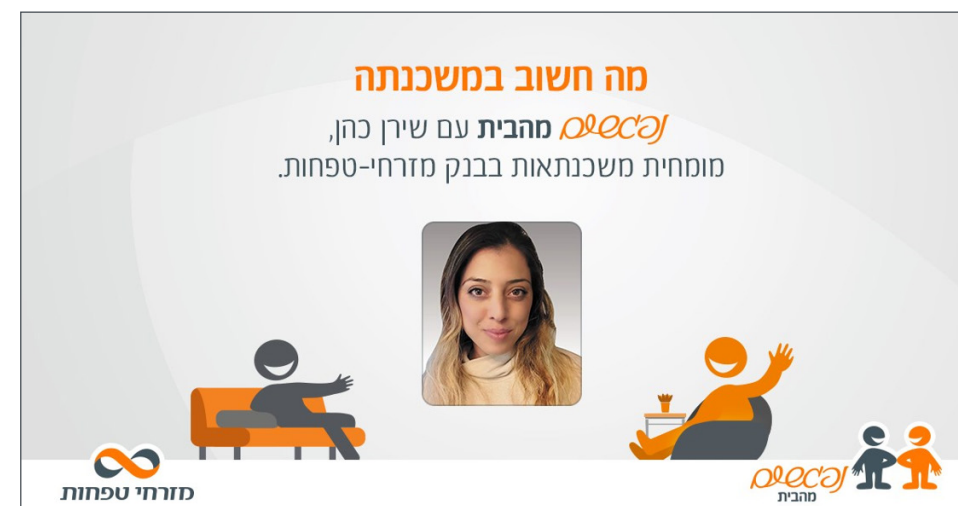 מה חשוב במשכנתה
נפגשים מהבית עם שירן כהן,
מומחית משכנתאות בבנק מזרחי-טפחות.
מזרחי טפחות
נפגשים
מהבית